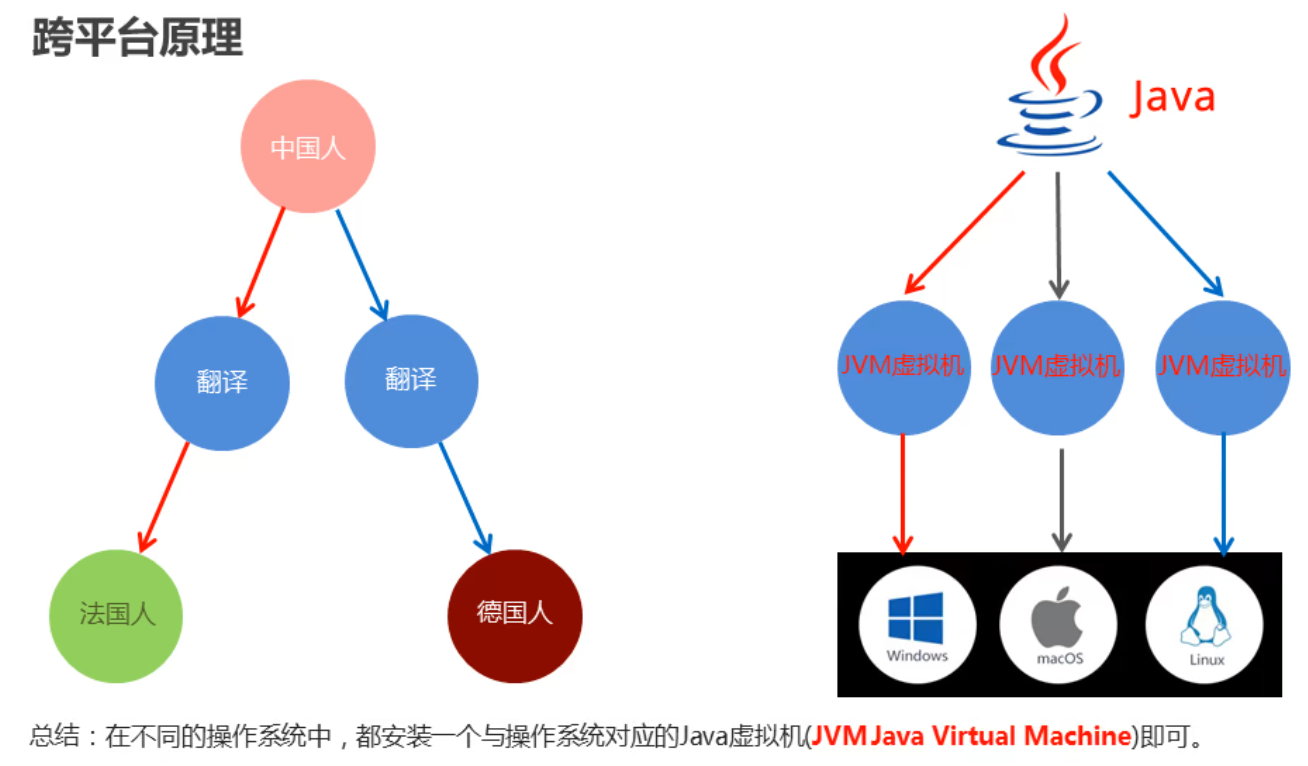 跨平台原理
中国人
翻译
翻译
法国人
德国人
Java
JVM虚拟机
JVM虚拟机
JVM虚拟机
Windows
macOS
Linux
总结：在不同的操作系统中，都安装一个与操作系统对应的Java虚拟机(JVM Java Virtual Machine)即可。